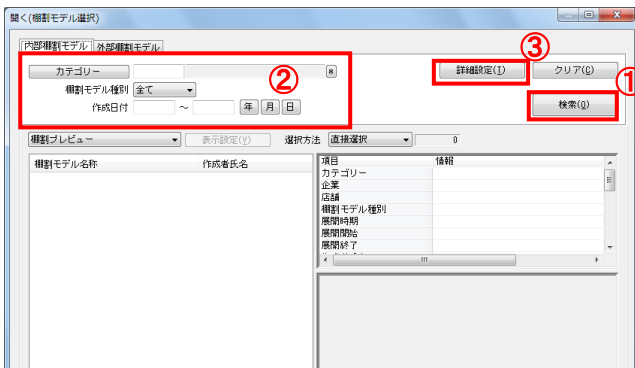 開く(棚割モデル選択)
内部棚割モデル 外部棚割モデル
③
カテゴリー * 詳細設定(I) クリア(C)
② ①
棚割モデル種別 全て
作成日付 ～ 年 月 日 検索(Q)
棚割プレビュー 表示設定(V) 選択方法 直接選択 0
棚割モデル名称 作成者氏名 項目 情報
カテゴリー
企業
店舗
棚割モデル種別
展開時期
展開開始
展開終了